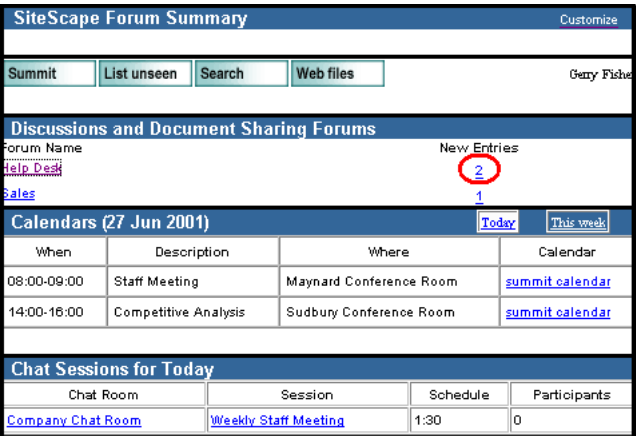 SiteScape Forum Summary Customize
Summit List unseen Search Web files Gerry Fishe
Discussions and Document Sharing Forums
Forum Name New Entries
Help Desk 2
Sales 1
Calendars (27 Jun 2001) Today This week
When Description Where Calendar
08:00-09:00 Staff Meeting Maynard Conference Room summit calendar
14:00-16:00 Competitive Analysis Sudbury Conference Room summit calendar
Chat Sessions for Today
Chat Room Session Schedule Participants
Company Chat Room Weekly Staff Meeting 1:30 0